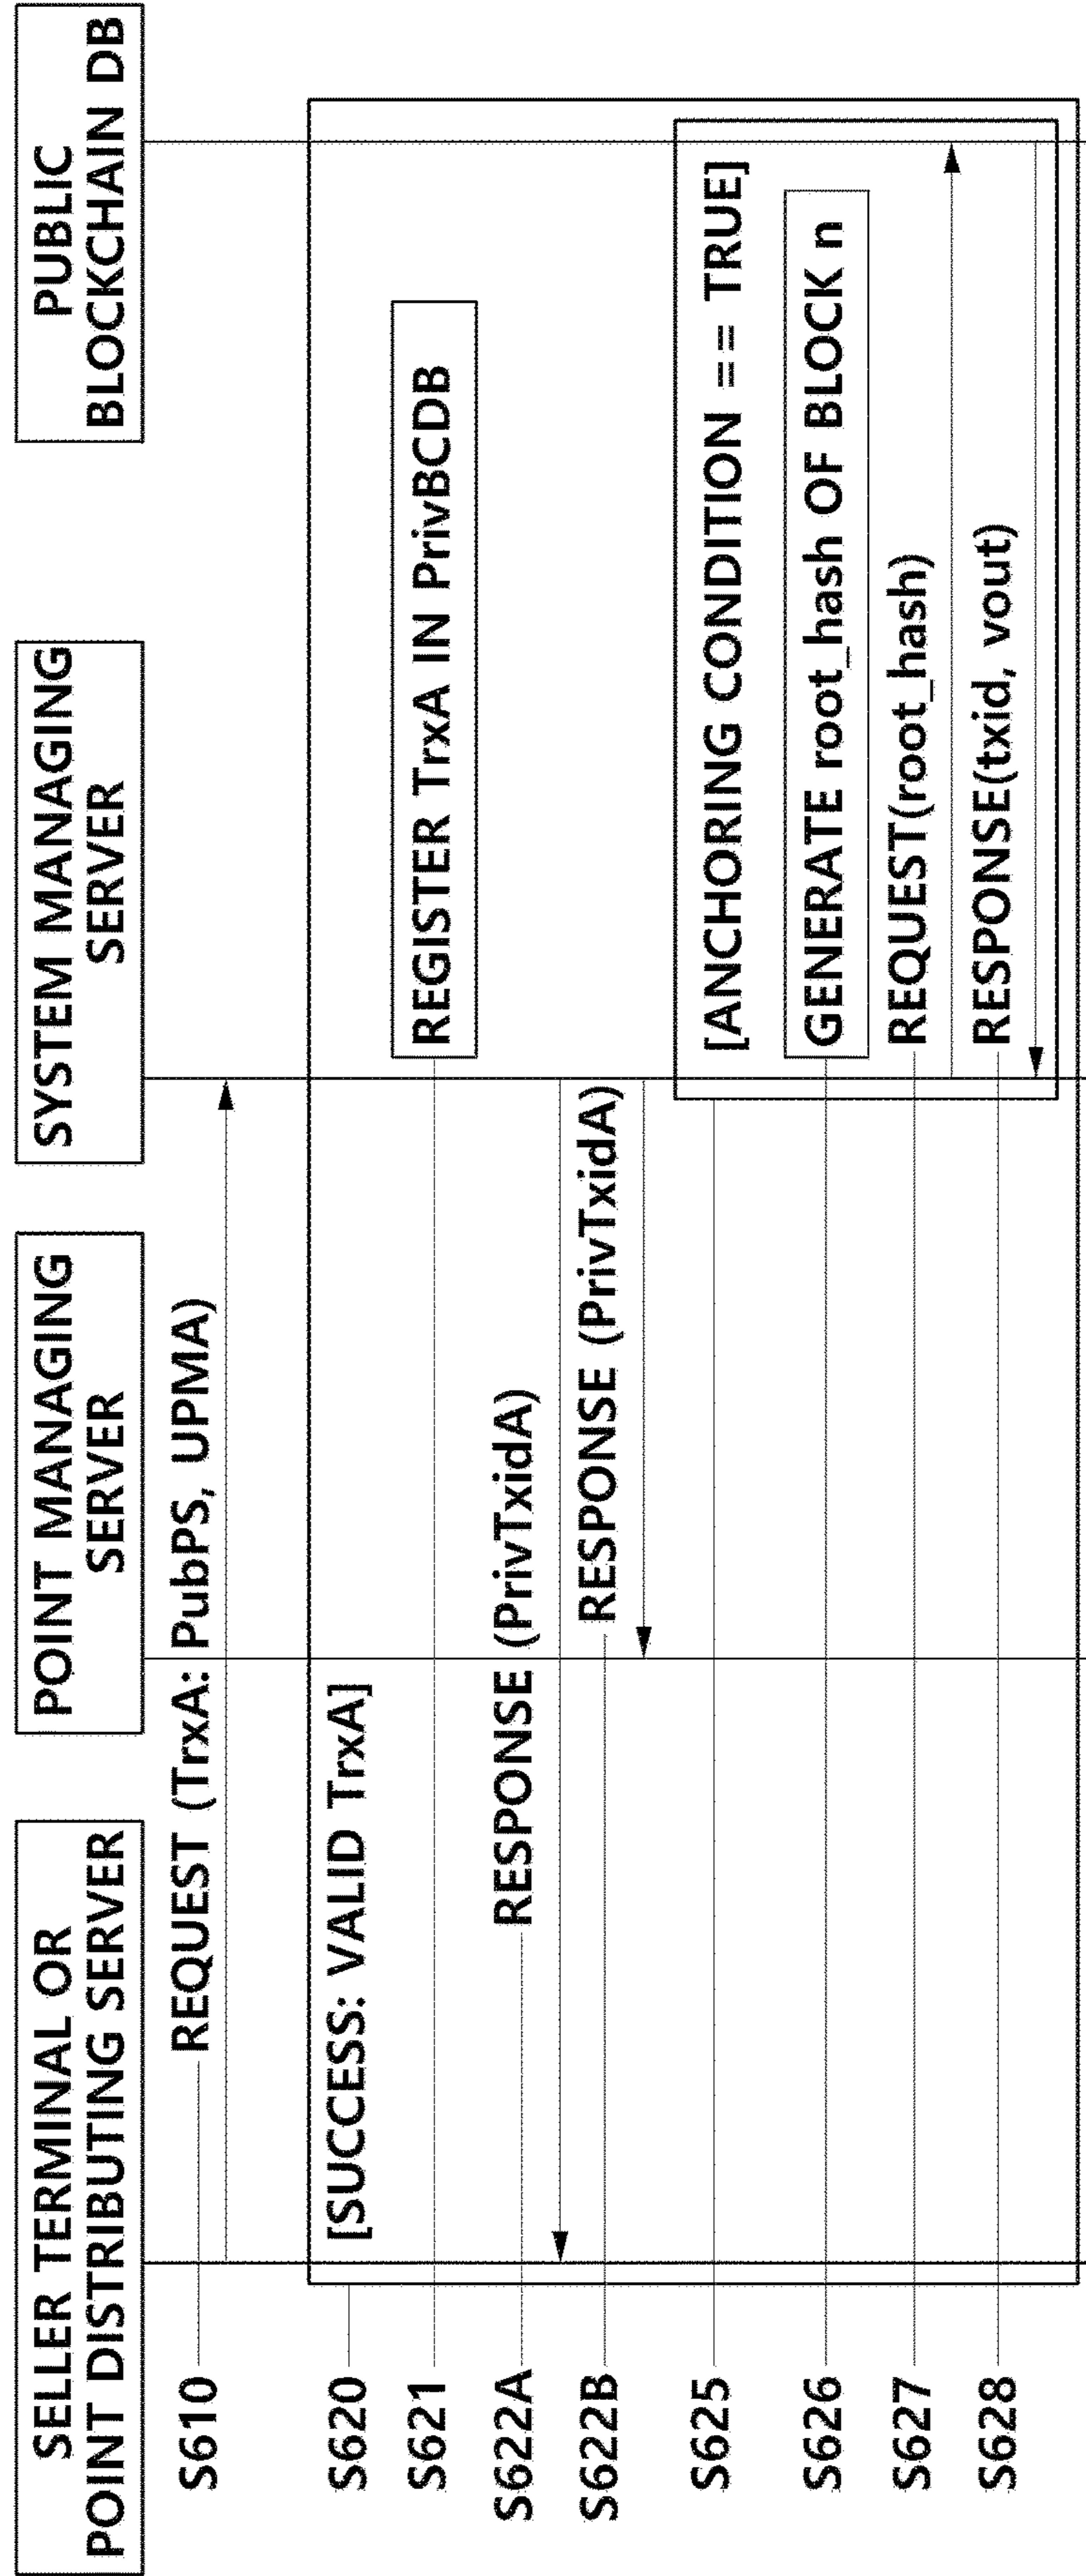 SELLER TERMINAL OR
POINT DISTRIBUTING SERVER
POINT MANAGING
SERVER
SYSTEM MANAGING
SERVER
PUBLIC
BLOCKCHAIN DB
S610
REQUEST (TrxA: PubPS, UPMA)
S620
[SUCCESS: VALID TrxA]
S621
REGISTER TrxA IN PrivBCDB
S622A
RESPONSE (PrivTxidA)
S622B
RESPONSE (PrivTxidA)
S625
[ANCHORING CONDITION == TRUE]
S626
GENERATE root_hash OF BLOCK n
S627
REQUEST(root_hash)
S628
RESPONSE(txid, vout)